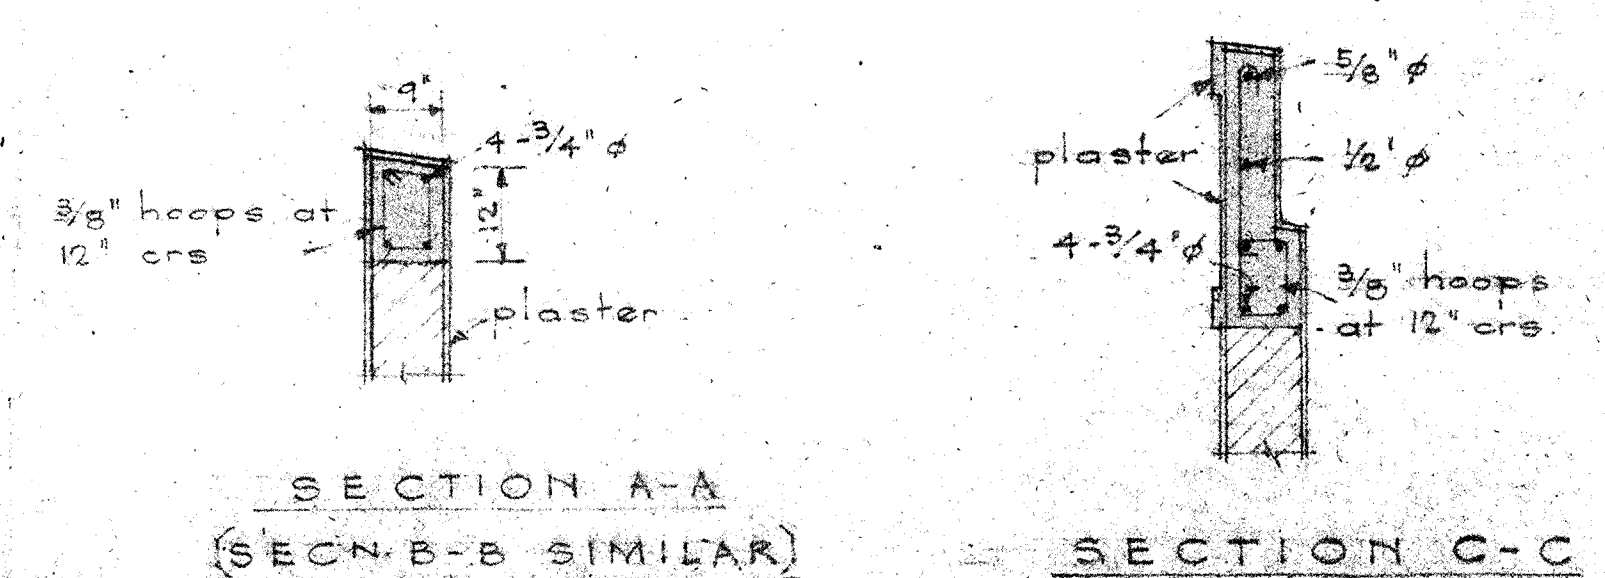 9"
4 - 3/4" ϕ
12"
3/8" hoops at
12" crs
plaster
SECTION A-A
(SECN. B-B SIMILAR)
5/8" ϕ
plaster
1/2' ϕ
4 - 3/4" ϕ
3/8" hoops
at 12" crs.
SECTION C-C